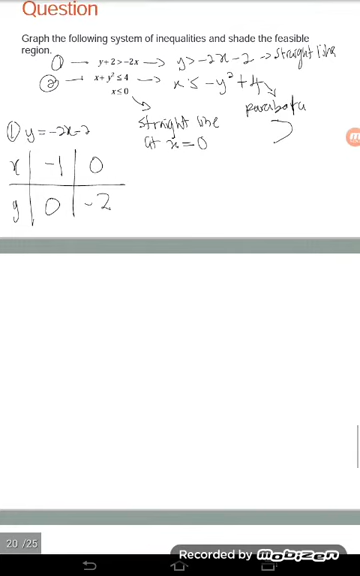 Question
Graph the following system of inequalities and shade the feasible
region.
① → y + 2 > -2x → y > -2x - 2 → straight line
② → x + y² ≤ 4 → x ≤ -y² + 4
x ≤ 0
parabola
straight line
at x = 0
① y = -2x - 2
x | -1 | 0
y | 0 | -2
20 /25
Recorded by Mobizen